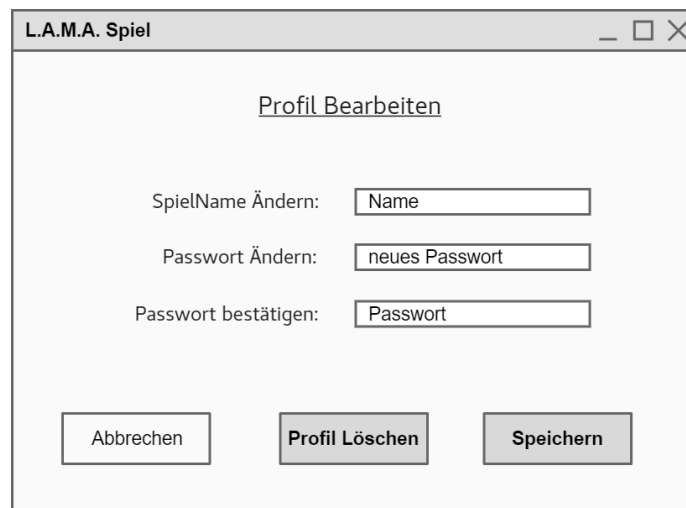 L.A.M.A. Spiel
Profil Bearbeiten
SpielName Ändern: Name
Passwort Ändern: neues Passwort
Passwort bestätigen: Passwort
Abbrechen Profil Löschen Speichern